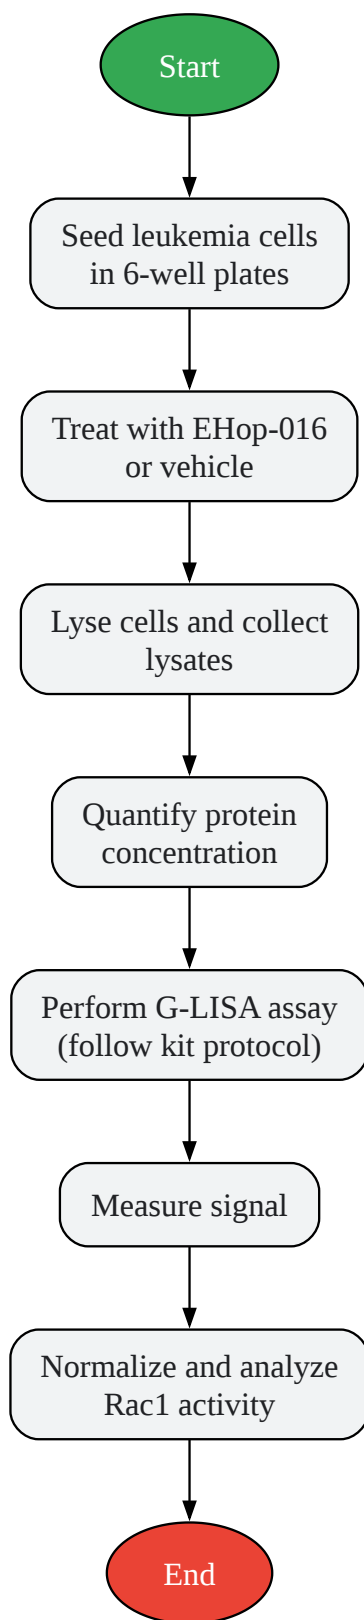 Start
Seed leukemia cells
in 6-well plates
Treat with EHop-016
or vehicle
Lyse cells and collect
lysates
Quantify protein
concentration
Perform G-LISA assay
(follow kit protocol)
Measure signal
Normalize and analyze
Rac1 activity
End